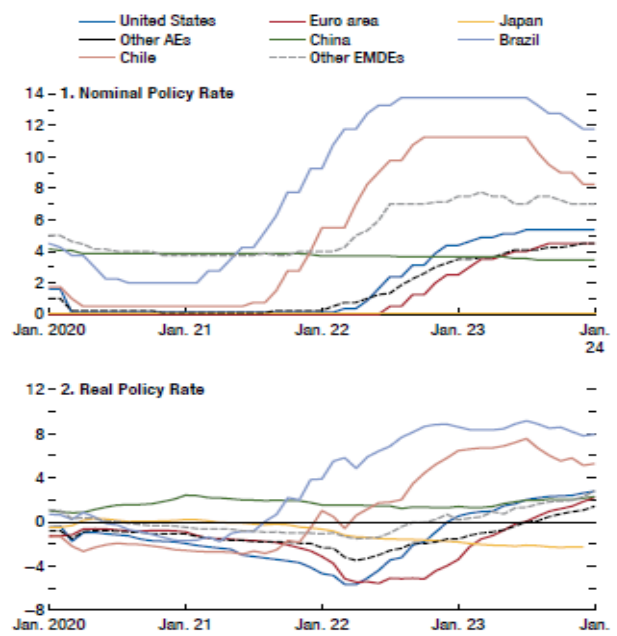 United States Euro area Japan
Other AEs China Brazil
Chile Other EMDEs
14 1. Nominal Policy Rate
12
10
8
6
4
2
0
Jan. 2020 Jan. 21 Jan. 22 Jan. 23 Jan.
24
12 2. Real Policy Rate
8
4
0
–4
–8
Jan. 2020 Jan. 21 Jan. 22 Jan. 23 Jan.